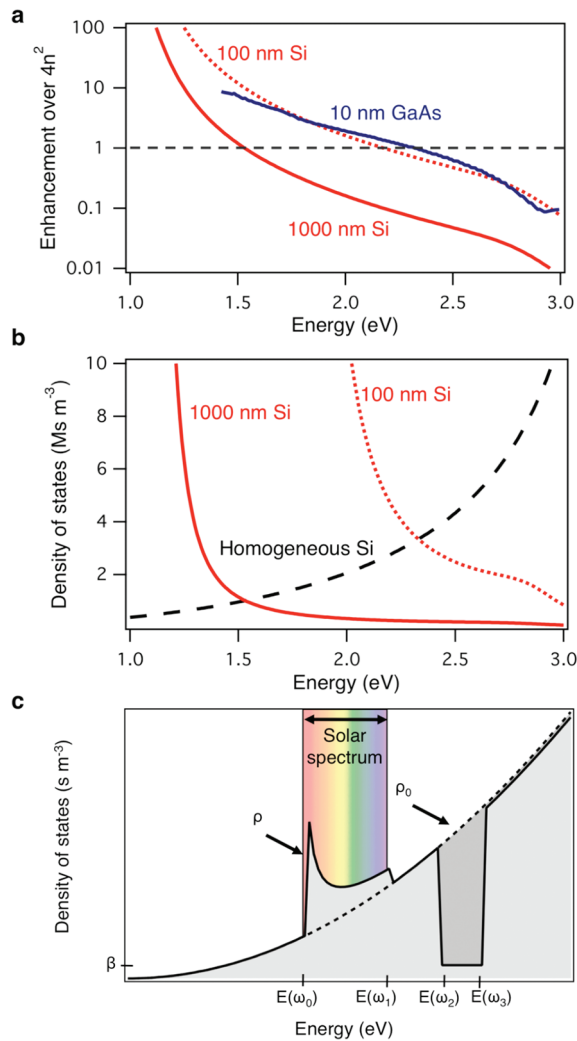 a
100
10
1
0.1
0.01
Enhancement over 4n²
100 nm Si
10 nm GaAs
1000 nm Si
1.0 1.5 2.0 2.5 3.0
Energy (eV)
b
10
8
6
4
2
Density of states (Ms m⁻³)
1000 nm Si
100 nm Si
Homogeneous Si
1.0 1.5 2.0 2.5 3.0
Energy (eV)
c
Density of states (s m⁻³)
Solar
spectrum
ρ
ρ₀
β
E(ω₀) E(ω₁) E(ω₂) E(ω₃)
Energy (eV)